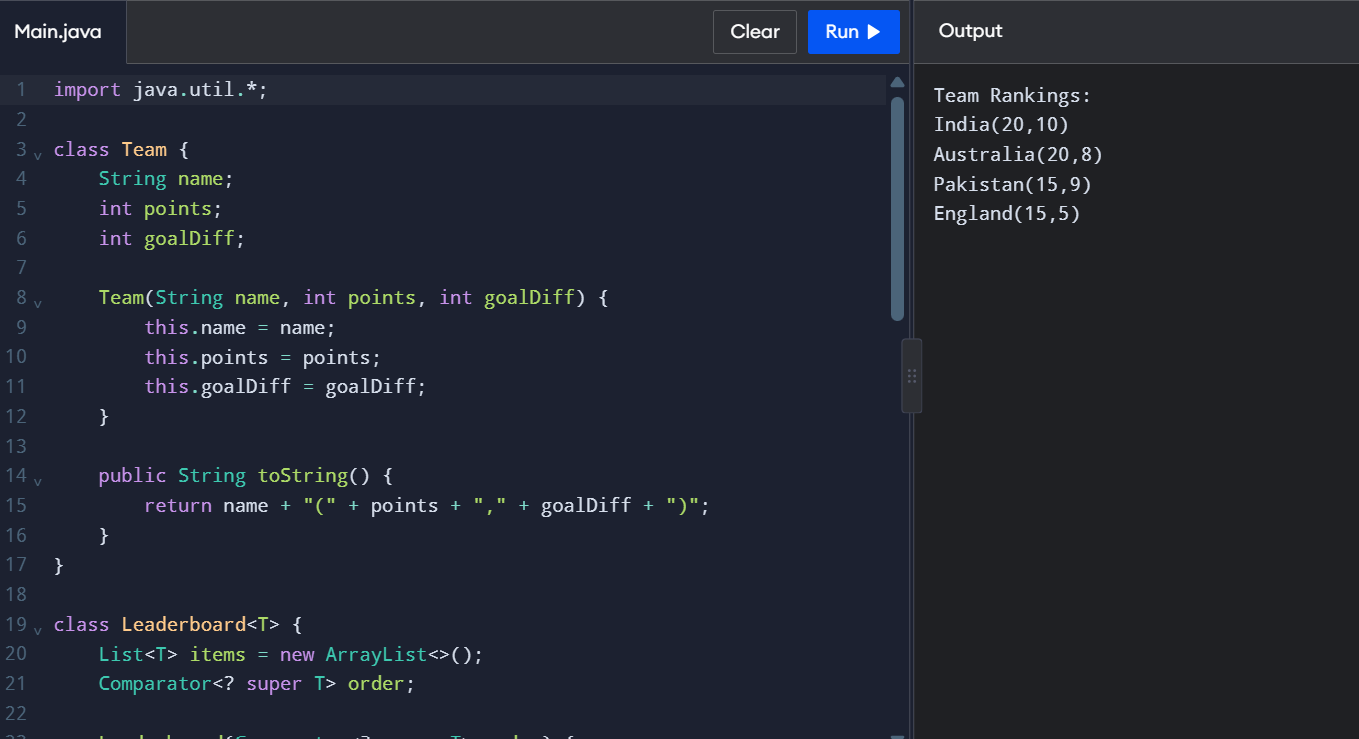 Main.java
Clear
Run
Output
1 import java.util.*;
2
3 class Team {
4 String name;
5 int points;
6 int goalDiff;
7
8 Team(String name, int points, int goalDiff) {
9 this.name = name;
10 this.points = points;
11 this.goalDiff = goalDiff;
12 }
13
14 public String toString() {
15 return name + "(" + points + "," + goalDiff + ")";
16 }
17 }
18
19 class Leaderboard<T> {
20 List<T> items = new ArrayList<>();
21 Comparator<? super T> order;
22
Team Rankings:
India(20,10)
Australia(20,8)
Pakistan(15,9)
England(15,5)